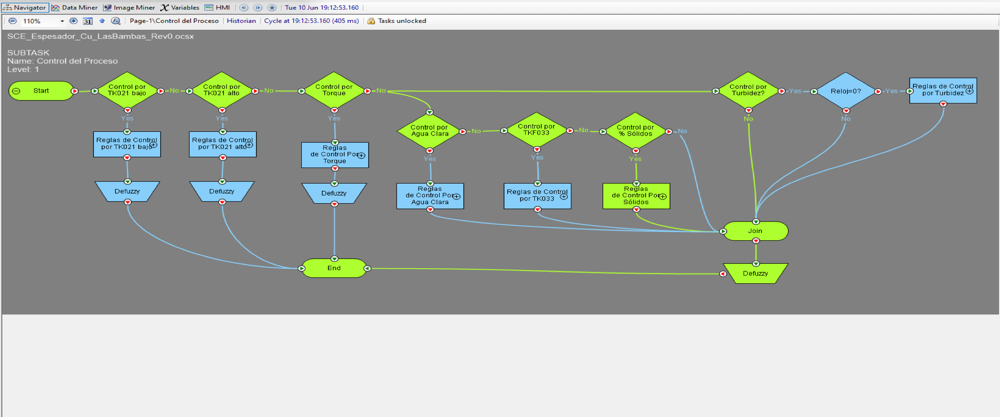 Navigator Data Miner Image Miner Variables HMI Tue 10 Jun 19:12:53.160
110% 31 Page-1\Control del Proceso Historian Cycle at 19:12:53.160 (405 ms) Tasks unlocked
SCE_Espesador_Cu_LasBambas_Rev0.ocsx
SUBTASK
Name: Control del Proceso
Level: 1
Start
Control por
TK021 bajo
No
Yes
Control por
TK021 alto
No
Yes
Control por
Torque
No
Yes
Control por
Turbidez?
Yes
No
Reloj=0?
Yes
No
Reglas de Control
por Turbidez
Control por
Agua Clara
No
Yes
Control por
TKF033
No
Yes
Control por
% Sólidos
No
Yes
Reglas de Control
por TK021 bajo
Reglas de Control
por TK021 alto
Reglas
de Control Por
Torque
Reglas
de Control Por
Agua Clara
Reglas de Control
por TK033
Reglas
de Control Por
Sólidos
Defuzzy
Defuzzy
Defuzzy
Join
End
Defuzzy